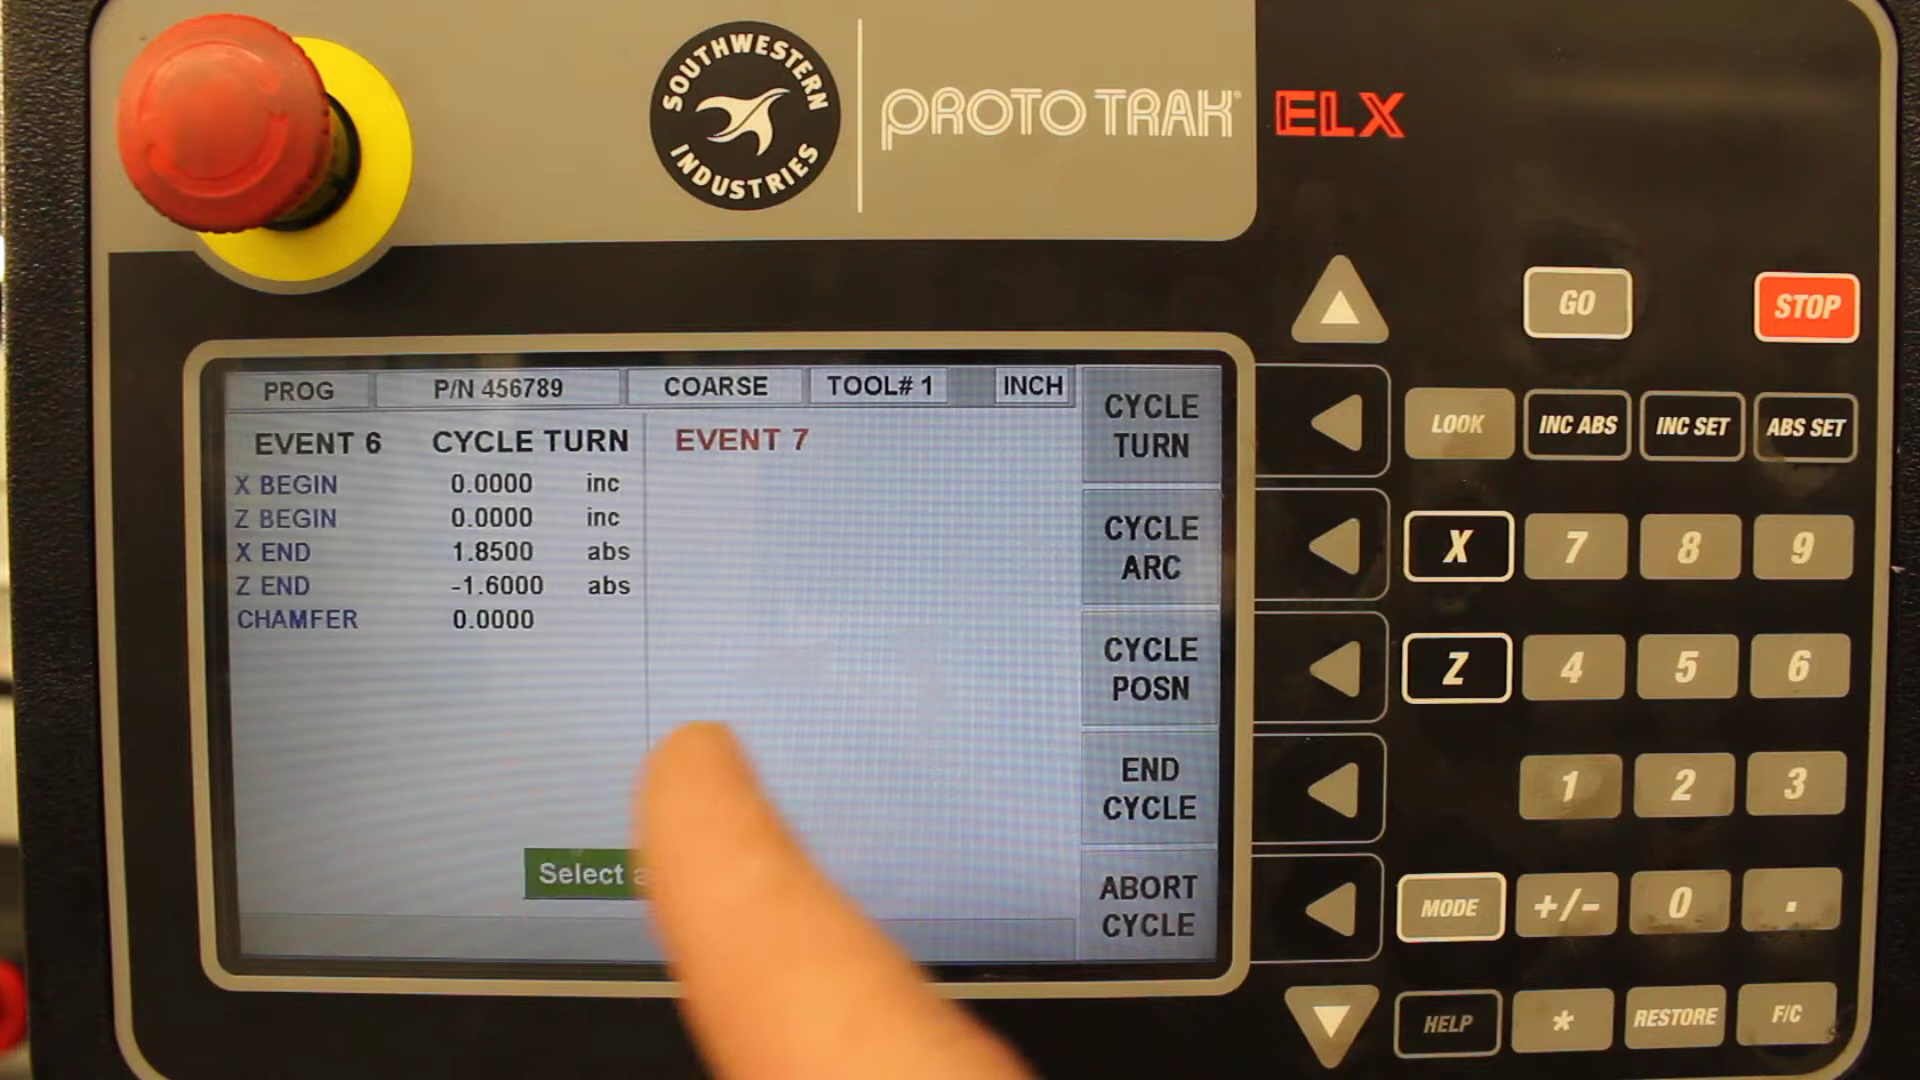 SOUTHWESTERN
INDUSTRIES
PROTO TRAK® ELX
GO
STOP
PROG
P/N 456789
COARSE
TOOL# 1
INCH
EVENT 6 CYCLE TURN
X BEGIN 0.0000 inc
Z BEGIN 0.0000 inc
X END 1.8500 abs
Z END -1.6000 abs
CHAMFER 0.0000
EVENT 7
Select
CYCLE
TURN
CYCLE
ARC
CYCLE
POSN
END
CYCLE
ABORT
CYCLE
LOOK
INC ABS
INC SET
ABS SET
X 7 8 9
Z 4 5 6
1 2 3
MODE +/- 0 .
HELP * RESTORE F/C